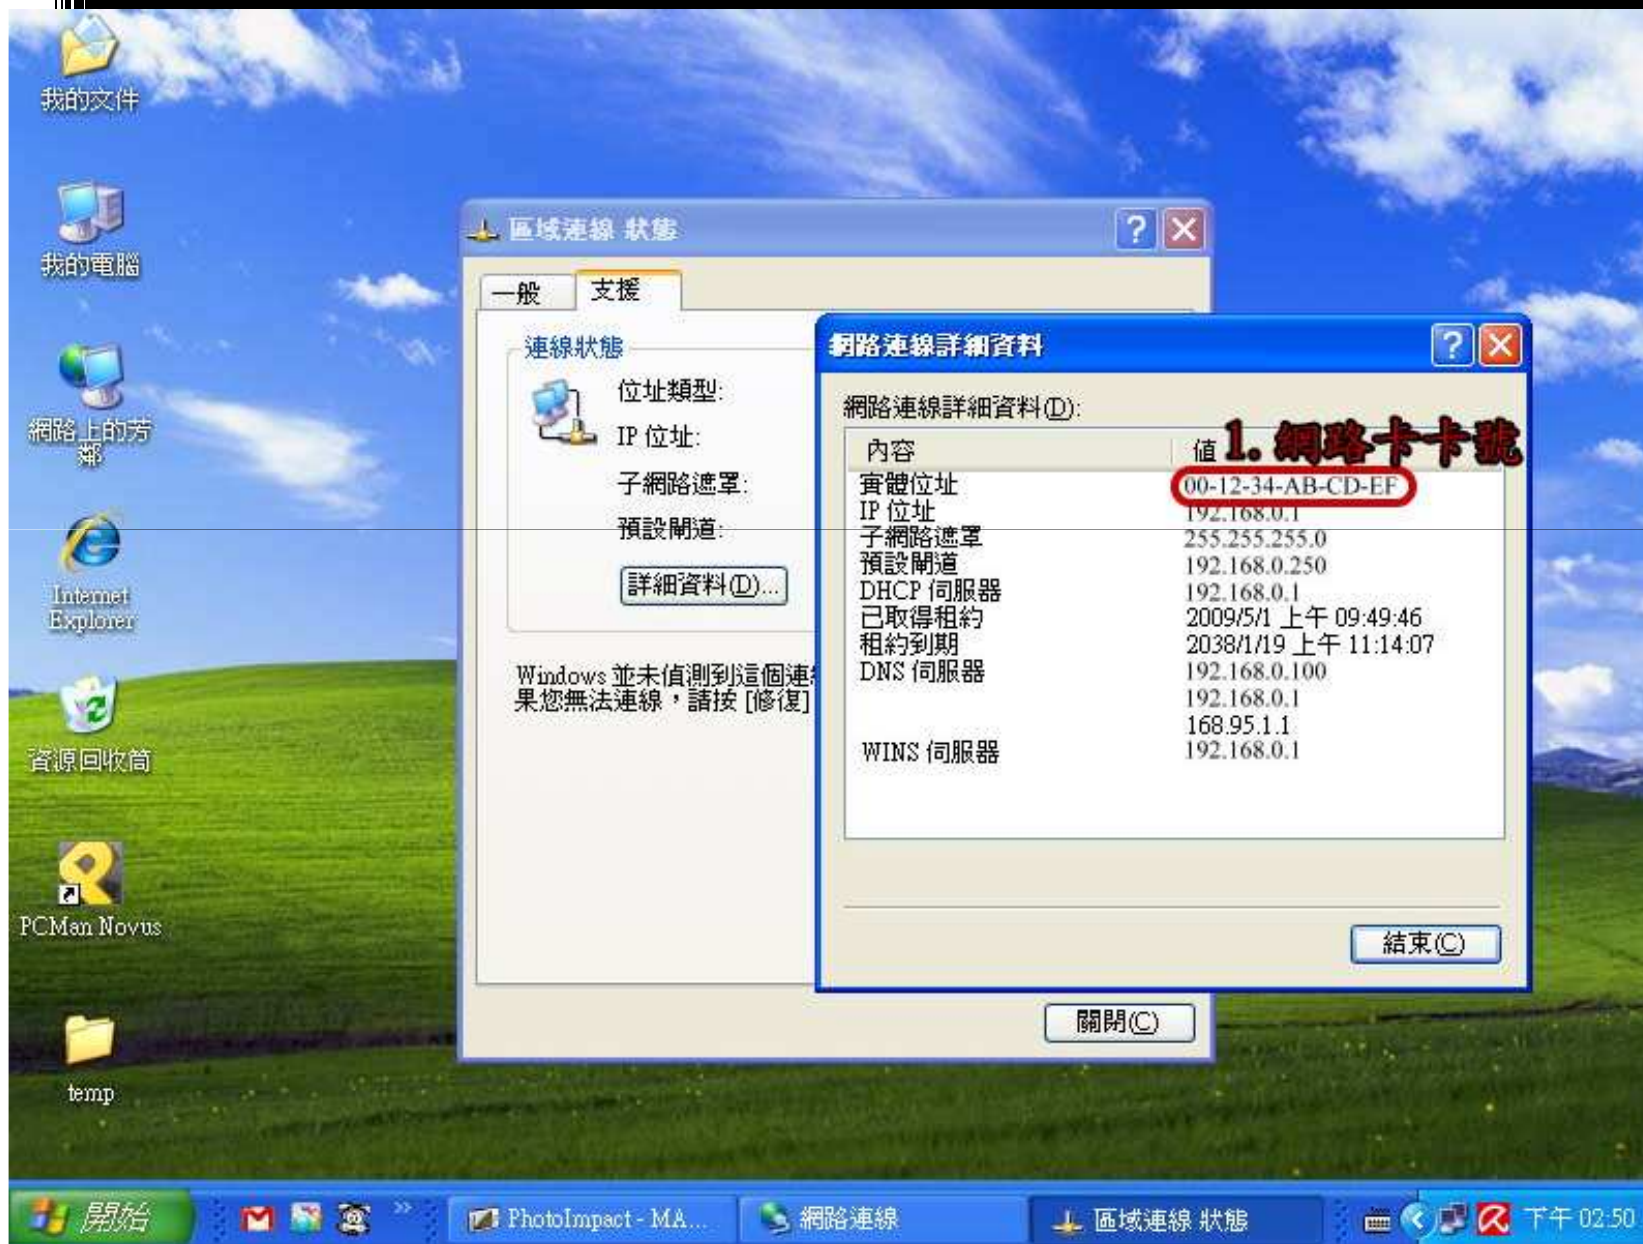 我的文件
我的電腦
網路上的芳
鄰
Internet
Explorer
資源回收筒
PCMan Novus
temp
區域連線 狀態
一般
支援
連線狀態
位址類型:
IP 位址:
子網路遮罩:
預設閘道:
詳細資料(D)...
Windows 並未偵測到這個連
果您無法連線,請按 [修復]
關閉(C)
網路連線詳細資料
網路連線詳細資料(D):
1. 網路卡卡號
內容 值
實體位址 00-12-34-AB-CD-EF
IP 位址 192.168.0.1
子網路遮罩 255.255.255.0
預設閘道 192.168.0.250
DHCP 伺服器 192.168.0.1
已取得租約 2009/5/1 上午 09:49:46
租約到期 2038/1/19 上午 11:14:07
DNS 伺服器 192.168.0.100
192.168.0.1
168.95.1.1
WINS 伺服器 192.168.0.1
結束(C)
開始
PhotoImpact - MA...
網路連線
區域連線 狀態
下午 02:50